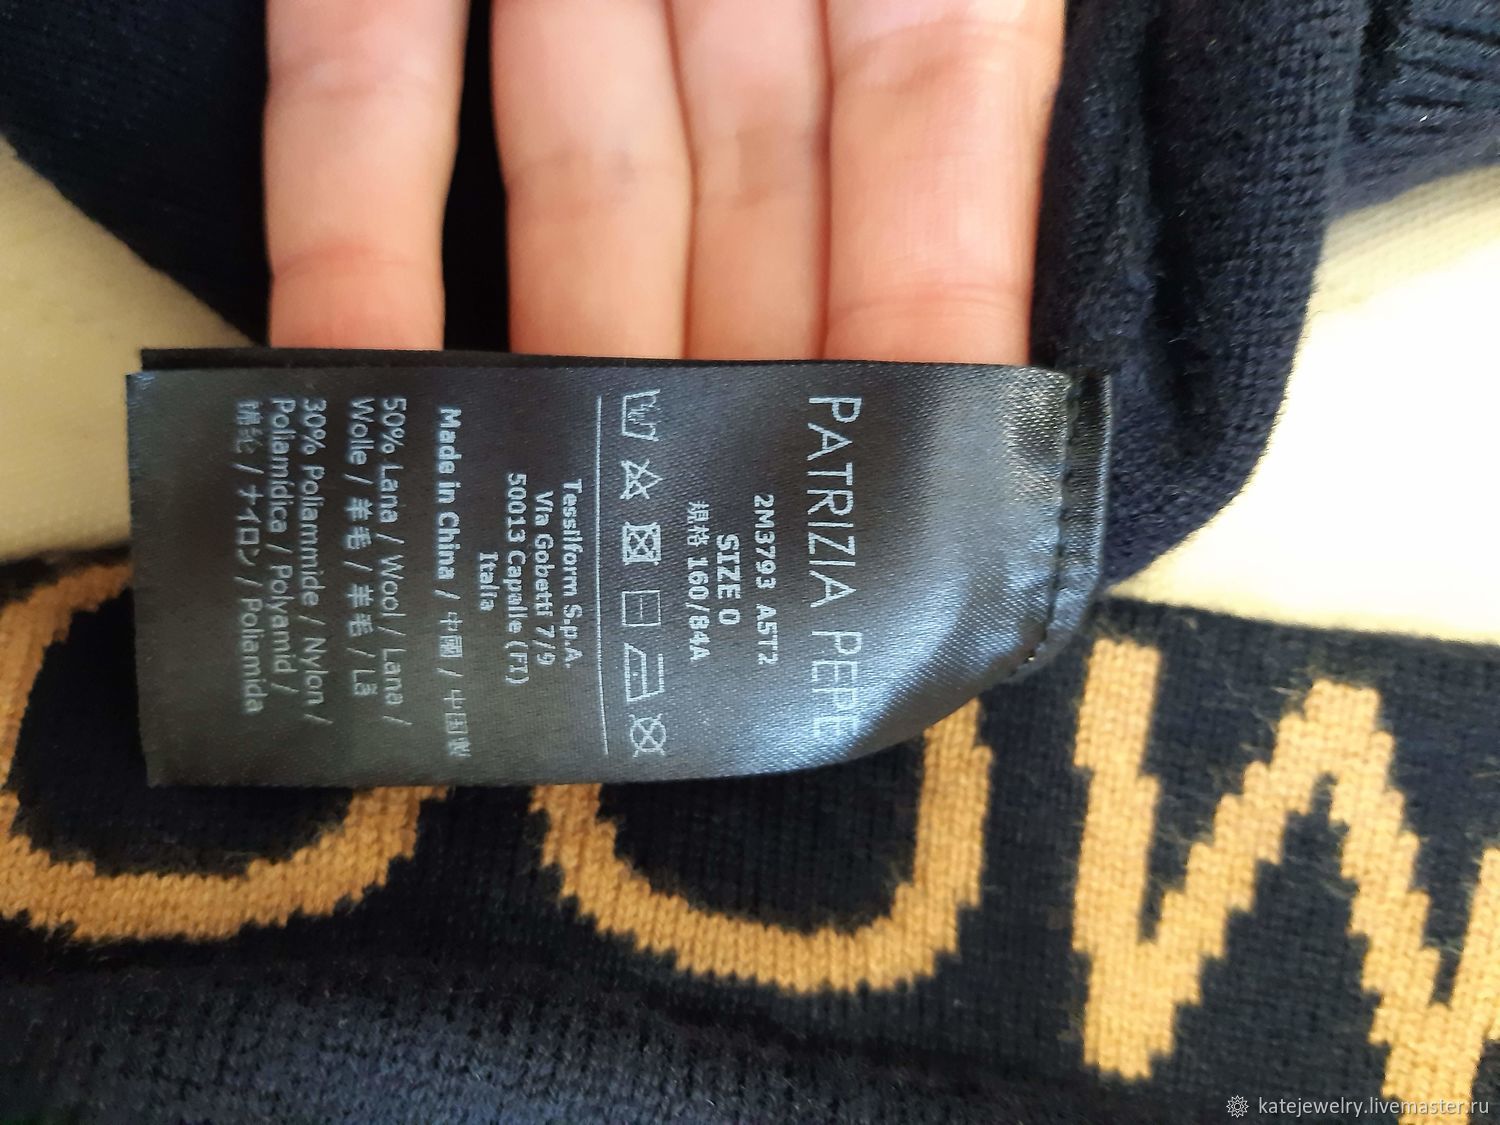 PATRIZIA PEPE
2M3793 A5T2
SIZE 0
規格 160/84A
Tessilform S.p.A.
Via Gobetti 7/9
50013 Capalle (FI)
Italia
Made in China / 中國 / 中国製
50% Lana / Wool / Lana /
Wolle / 羊毛 / 羊毛 / Lã
30% Poliammide / Nylon /
Poliamidica / Polyamid /
錦纶 / ナイロン / Poliamida
katejewelry.livemaster.ru